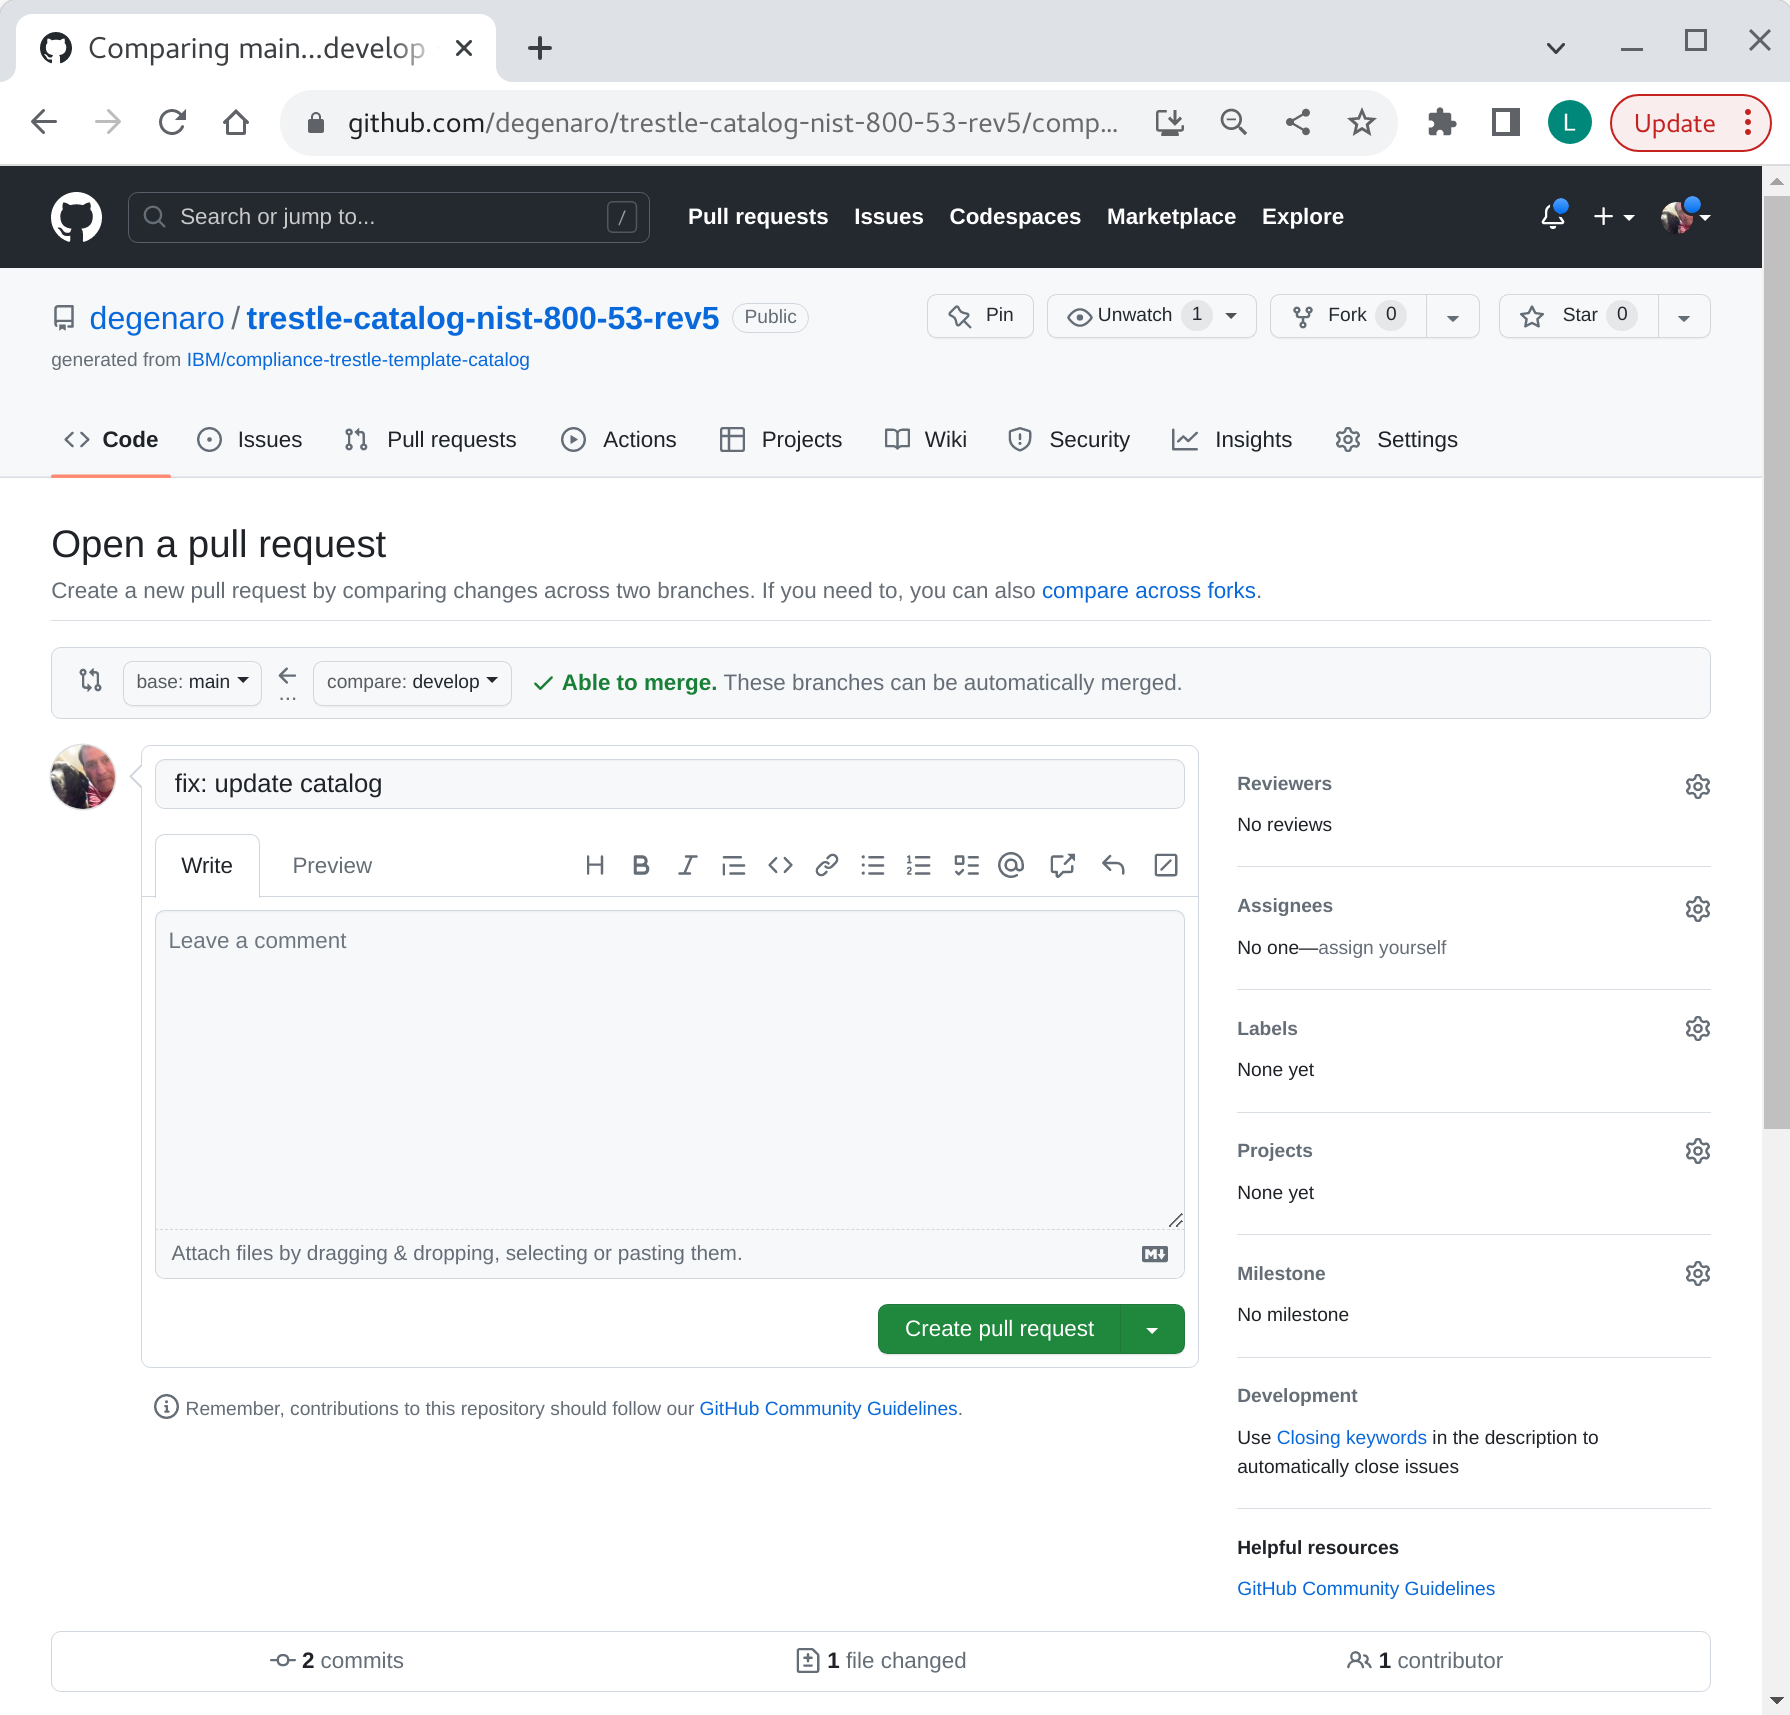 Comparing main...develop
github.com/degenaro/trestle-catalog-nist-800-53-rev5/comp...
L
Update
Search or jump to...
/
Pull requests
Issues
Codespaces
Marketplace
Explore
degenaro / trestle-catalog-nist-800-53-rev5
Public
Pin
Unwatch 1
Fork 0
Star 0
generated from IBM/compliance-trestle-template-catalog
Code
Issues
Pull requests
Actions
Projects
Wiki
Security
Insights
Settings
Open a pull request
Create a new pull request by comparing changes across two branches. If you need to, you can also compare across forks.
base: main
...
compare: develop
Able to merge. These branches can be automatically merged.
fix: update catalog
Write
Preview
Leave a comment
Attach files by dragging & dropping, selecting or pasting them.
Create pull request
Remember, contributions to this repository should follow our GitHub Community Guidelines.
Reviewers
No reviews
Assignees
No one—assign yourself
Labels
None yet
Projects
None yet
Milestone
No milestone
Development
Use Closing keywords in the description to
automatically close issues
Helpful resources
GitHub Community Guidelines
2 commits
1 file changed
1 contributor